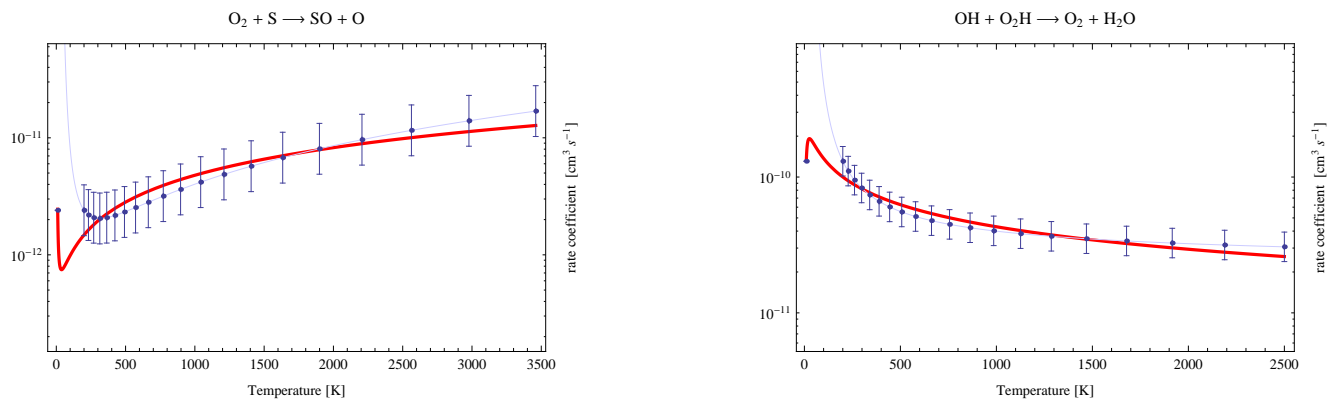 O₂ + S ⟶ SO + O
10⁻¹¹
10⁻¹²
0 500 1000 1500 2000 2500 3000 3500
Temperature [K]
rate coefficient [cm³ s⁻¹]
OH + O₂H ⟶ O₂ + H₂O
10⁻¹⁰
10⁻¹¹
0 500 1000 1500 2000 2500
Temperature [K]
rate coefficient [cm³ s⁻¹]